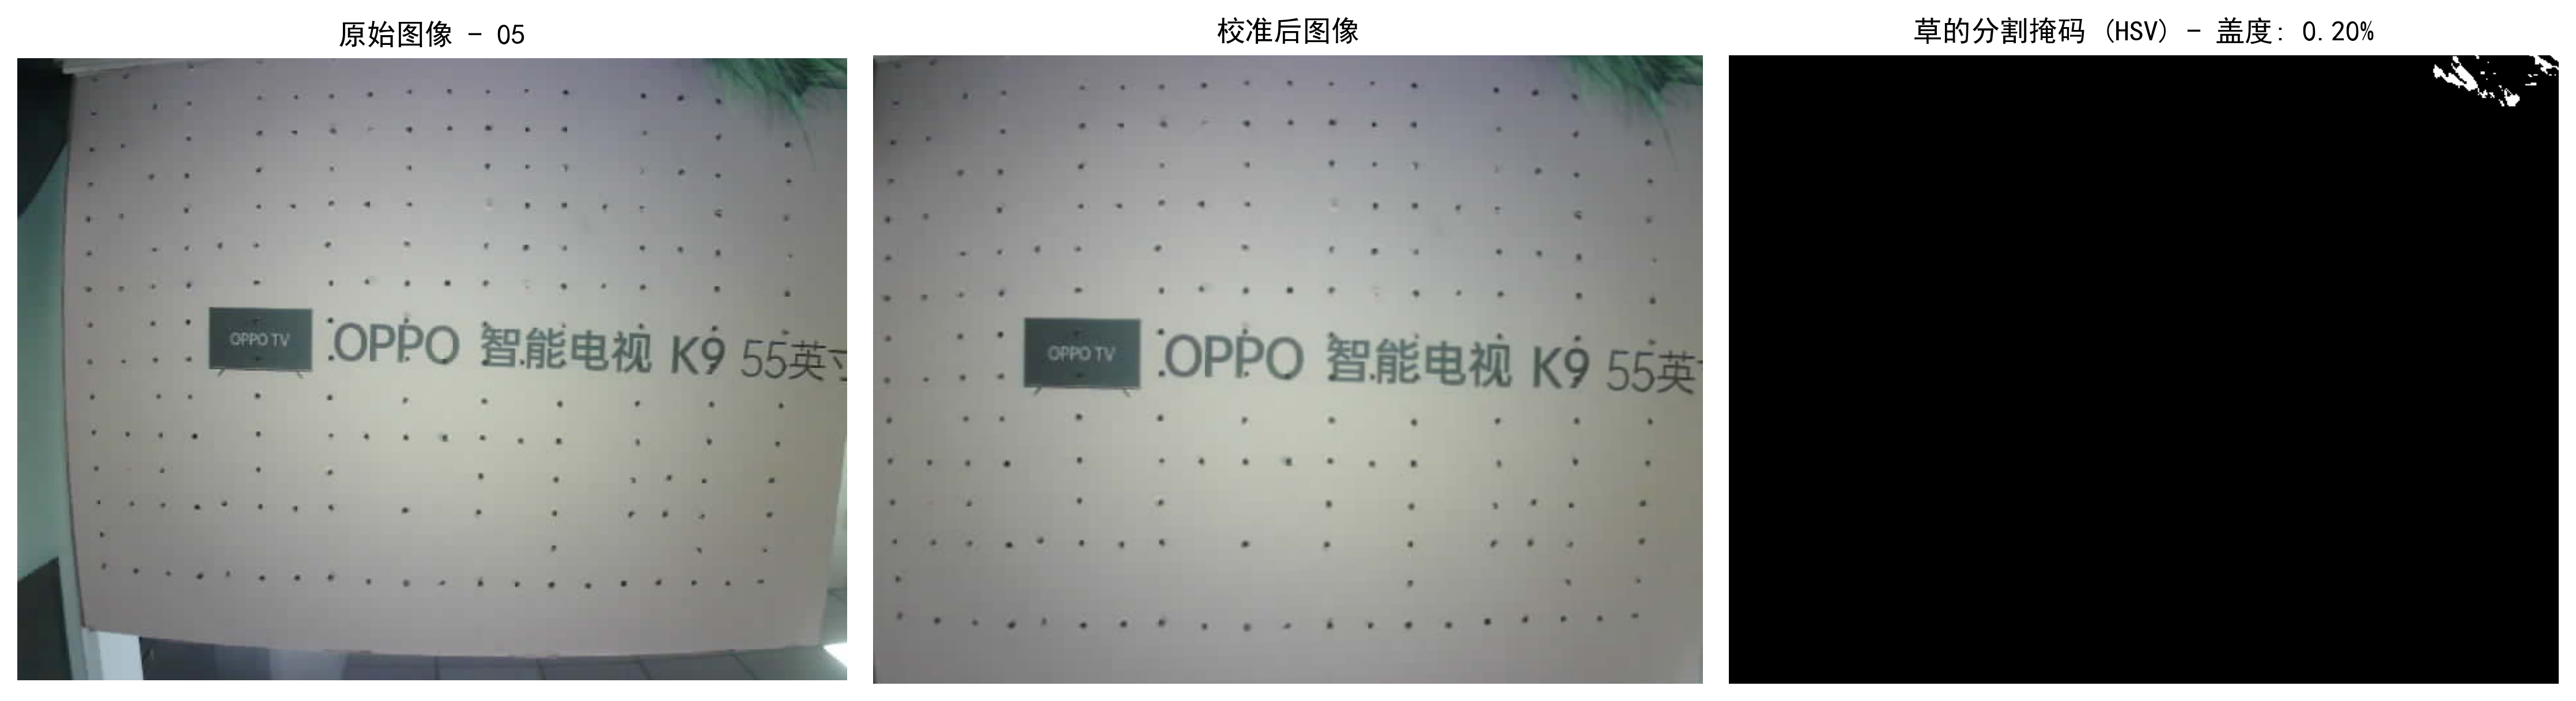 原始图像 - 05
校准后图像
草的分割掩码 (HSV) - 盖度: 0.20%
OPPO TV
OPPO 智能电视 K9 55英寸
OPPO TV
OPPO 智能电视 K9 55英